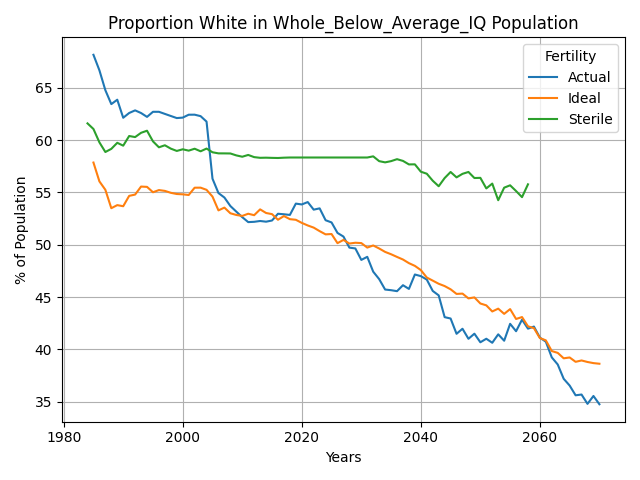 Proportion White in Whole_Below_Average_IQ Population
Fertility
Actual
Ideal
Sterile
% of Population
65
60
55
50
45
40
35
1980
2000
2020
2040
2060
Years